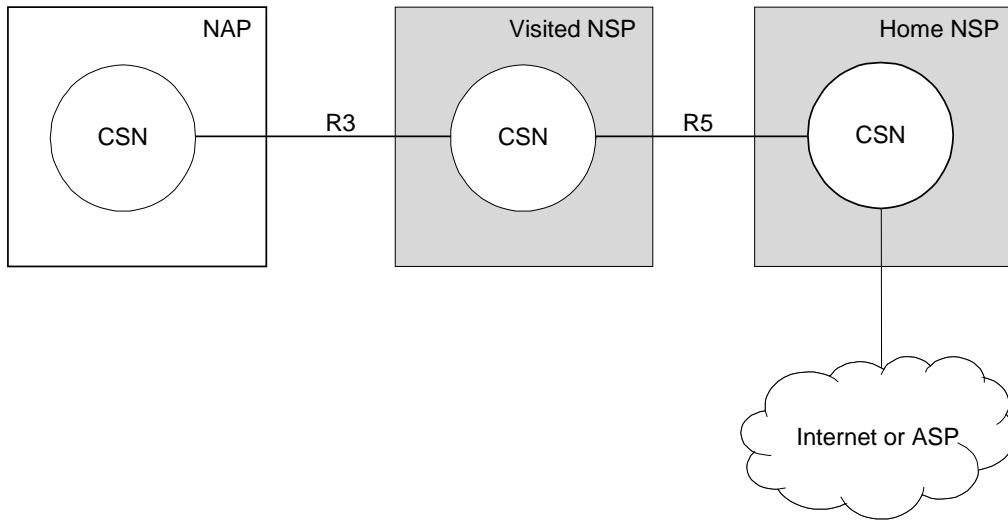 NAP
Visited NSP
Home NSP
CSN
R3
CSN
R5
CSN
Internet or ASP